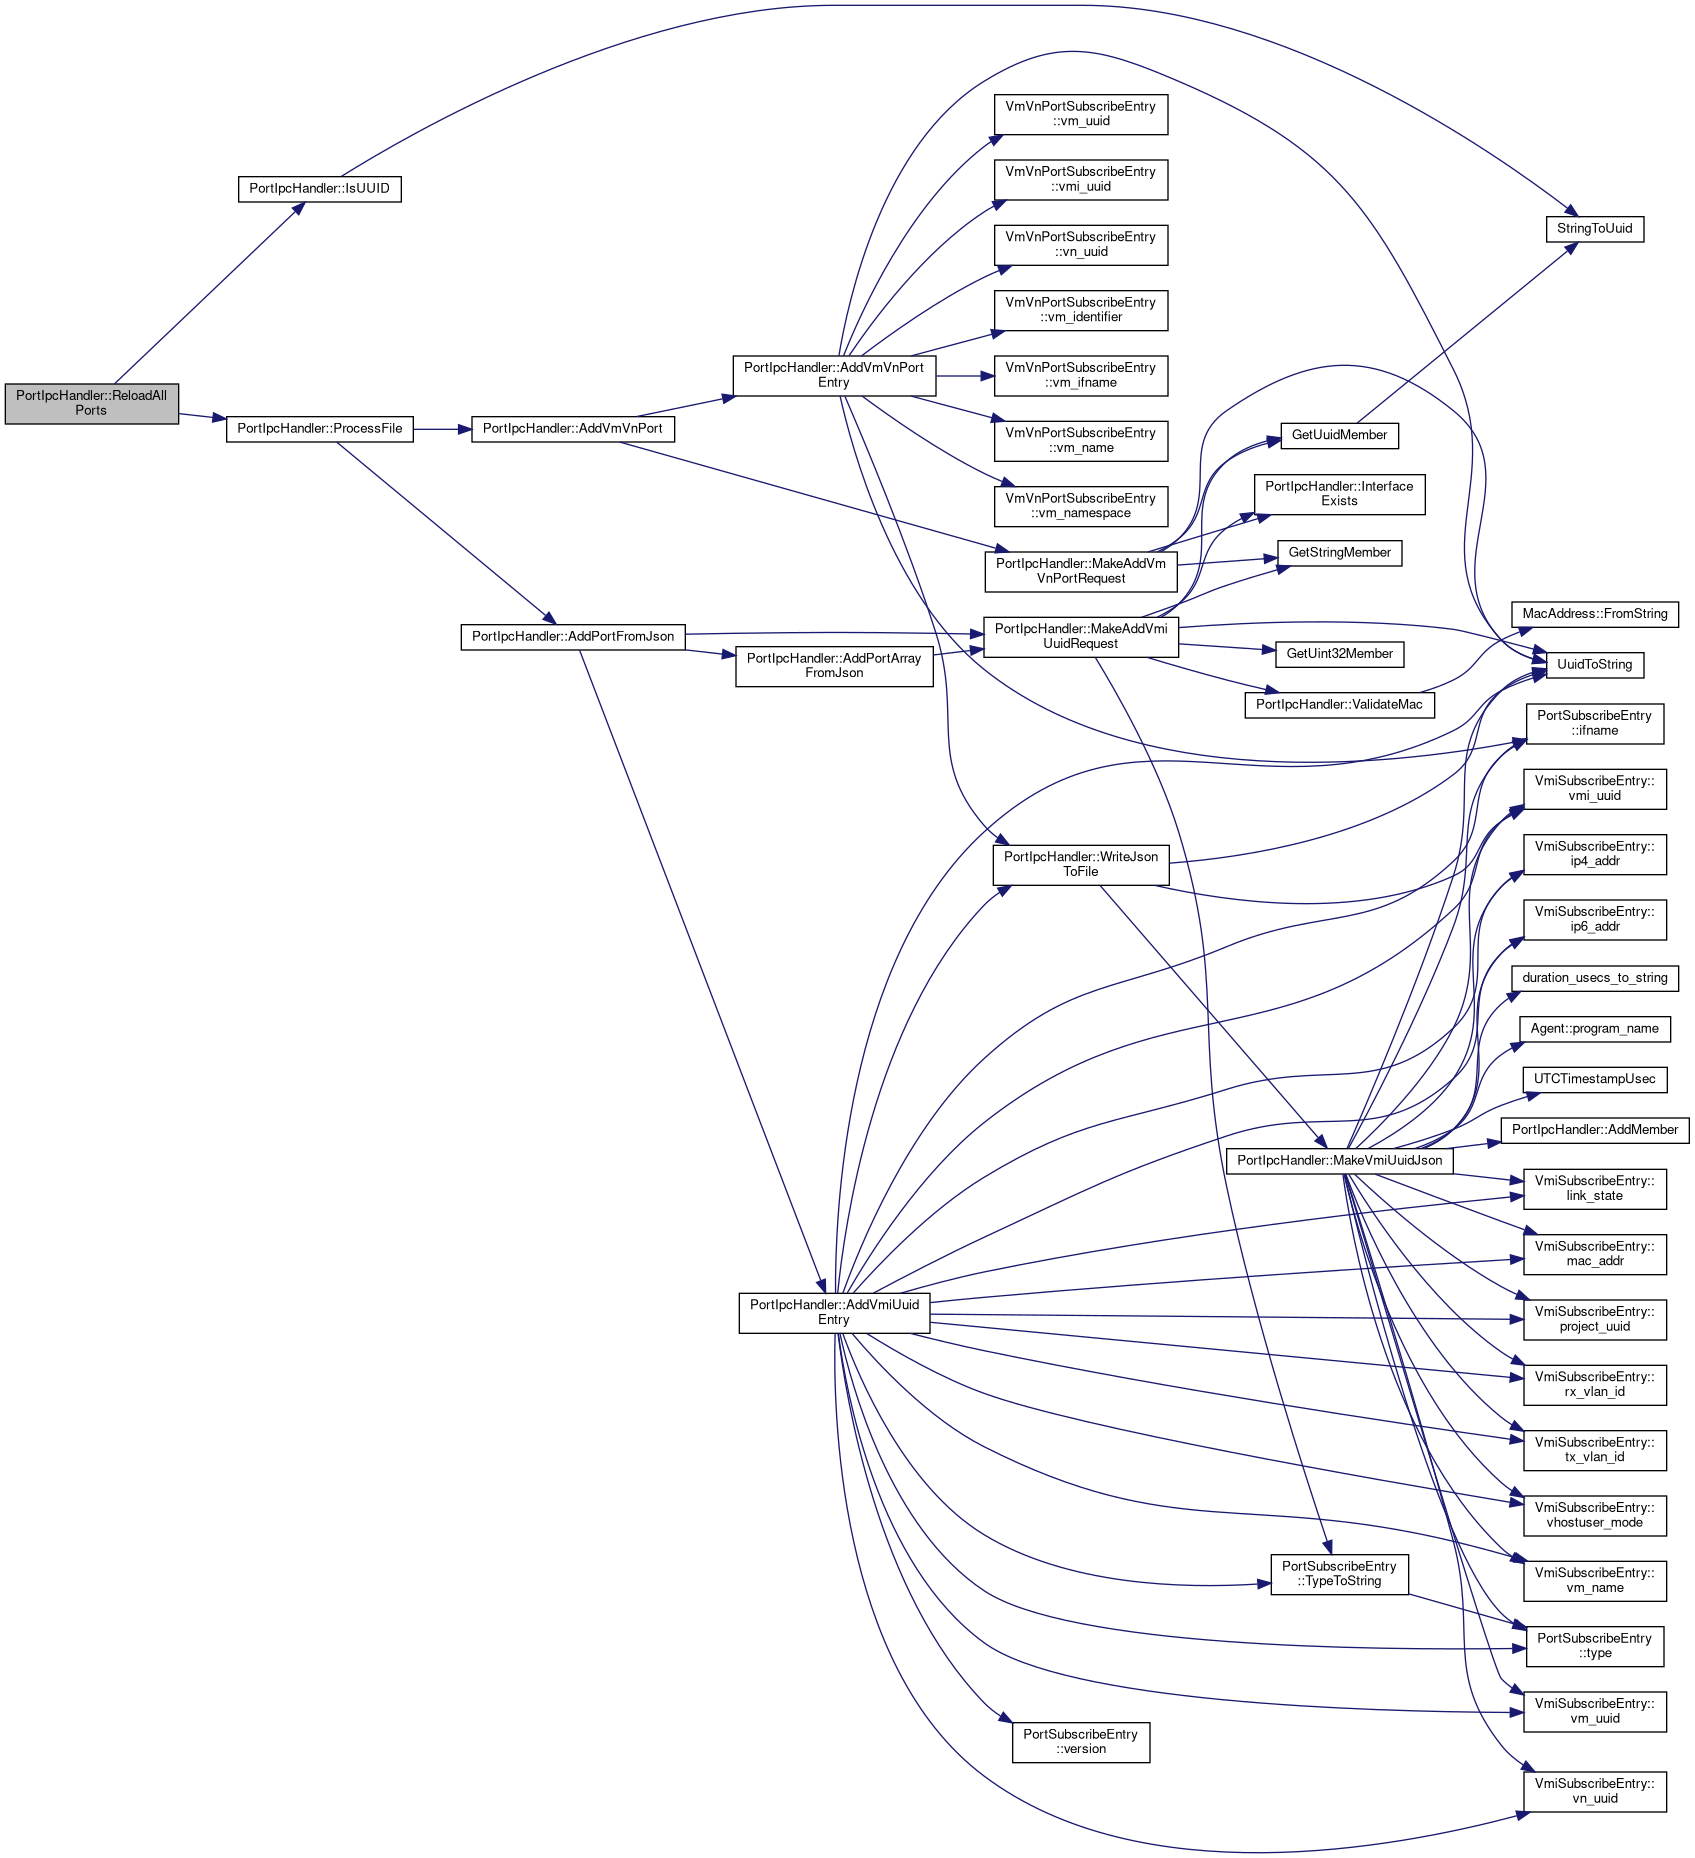 PortIpcHandler::ReloadAll
Ports
PortIpcHandler::IsUUID
PortIpcHandler::ProcessFile
PortIpcHandler::AddVmVnPort
PortIpcHandler::AddPortFromJson
PortIpcHandler::AddVmVnPort
Entry
PortIpcHandler::AddPortArray
FromJson
PortIpcHandler::AddVmiUuid
Entry
VmVnPortSubscribeEntry
::vm_uuid
VmVnPortSubscribeEntry
::vmi_uuid
VmVnPortSubscribeEntry
::vn_uuid
VmVnPortSubscribeEntry
::vm_identifier
VmVnPortSubscribeEntry
::vm_ifname
VmVnPortSubscribeEntry
::vm_name
VmVnPortSubscribeEntry
::vm_namespace
PortIpcHandler::MakeAddVm
VnPortRequest
PortIpcHandler::MakeAddVmi
UuidRequest
PortIpcHandler::WriteJson
ToFile
PortSubscribeEntry
::version
GetUuidMember
PortIpcHandler::Interface
Exists
GetStringMember
GetUint32Member
PortIpcHandler::ValidateMac
PortIpcHandler::MakeVmiUuidJson
PortSubscribeEntry
::TypeToString
StringToUuid
MacAddress::FromString
UuidToString
PortSubscribeEntry
::ifname
VmiSubscribeEntry::
vmi_uuid
VmiSubscribeEntry::
ip4_addr
VmiSubscribeEntry::
ip6_addr
duration_usecs_to_string
Agent::program_name
UTCTimestampUsec
PortIpcHandler::AddMember
VmiSubscribeEntry::
link_state
VmiSubscribeEntry::
mac_addr
VmiSubscribeEntry::
project_uuid
VmiSubscribeEntry::
rx_vlan_id
VmiSubscribeEntry::
tx_vlan_id
VmiSubscribeEntry::
vhostuser_mode
VmiSubscribeEntry::
vm_name
PortSubscribeEntry
::type
VmiSubscribeEntry::
vm_uuid
VmiSubscribeEntry::
vn_uuid